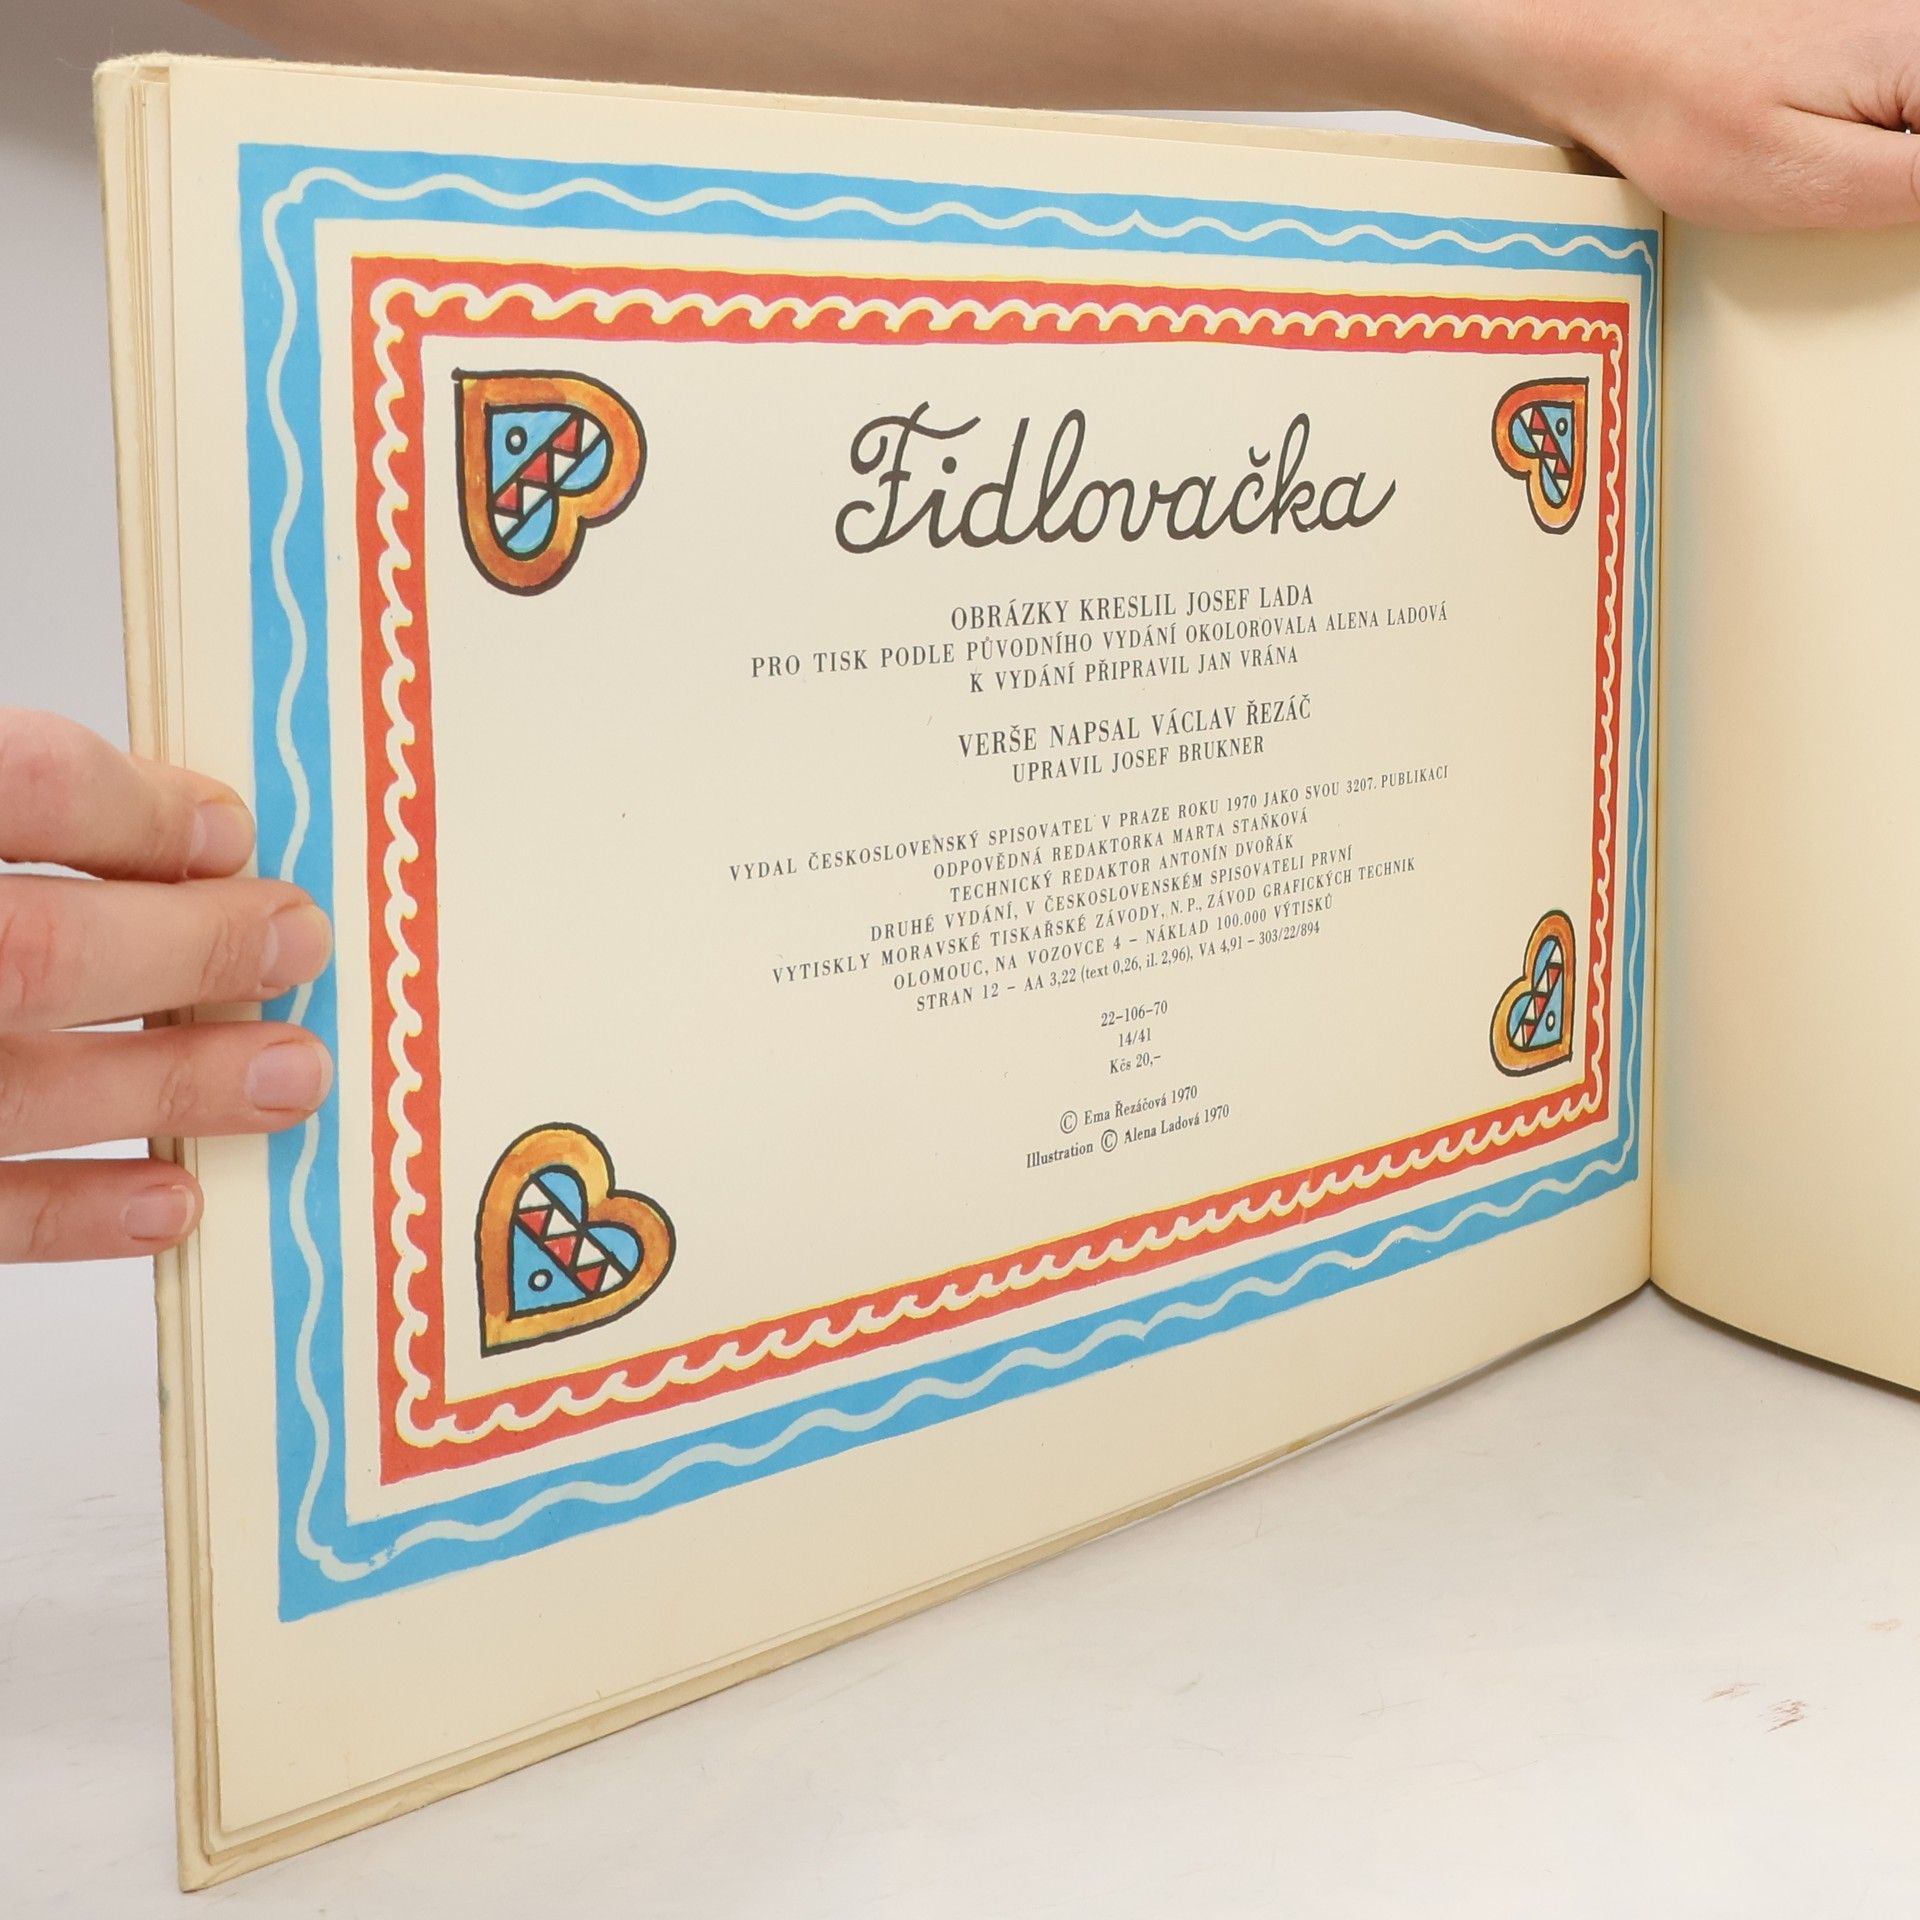 Fidlovačka
OBRÁZKY KRESLIL JOSEF LADA
PRO TISK PODLE PŮVODNÍHO VYDÁNÍ OKOLOROVALA ALENA LADOVÁ
K VYDÁNÍ PŘIPRAVIL JAN VRÁNA
VERŠE NAPSAL VÁCLAV ŘEZÁČ
UPRAVIL JOSEF BRUKNER
VYDAL ČESKOSLOVENSKÝ SPISOVATEL V PRAZE ROKU 1970 JAKO SVOU 3207. PUBLIKACI
ODPOVĚDNÁ REDAKTORKA MARTA STAŇKOVÁ
TECHNICKÝ REDAKTOR ANTONÍN DVOŘÁK
DRUHÉ VYDÁNÍ, V ČESKOSLOVENSKÉM SPISOVATELI PRVNÍ
VYTISKLY MORAVSKÉ TISKAŘSKÉ ZÁVODY, N. P., ZÁVOD GRAFICKÝCH TECHNIK
OLOMOUC, NA VOZOVCE 4 – NÁKLAD 100.000 VÝTISKŮ
STRAN 12 – AA 3,22 (text 0,26, il. 2,96), VA 4,91 – 303/22/894
22–106–70
14/41
Kčs 20,–
© Ema Řezáčová 1970
Illustration © Alena Ladová 1970